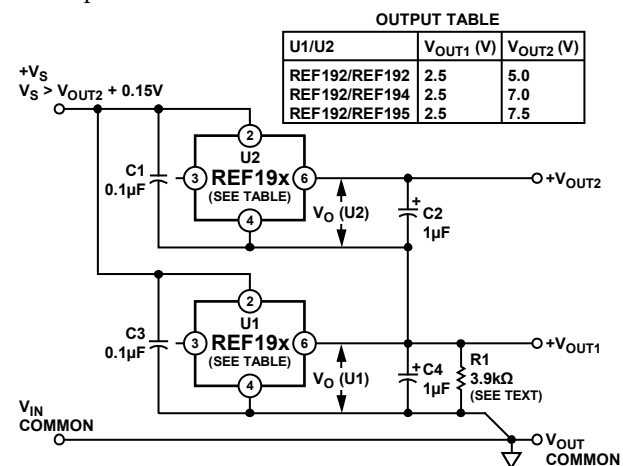 OUTPUT TABLE
U1/U2 VOUT1 (V) VOUT2 (V)
REF192/REF192 2.5 5.0
REF192/REF194 2.5 7.0
REF192/REF195 2.5 7.5
+VS
VS > VOUT2 + 0.15V
2
U2
C1
0.1µF
3
REF19x
6
(SEE TABLE)
4
VO (U2)
+
C2
1µF
+VOUT2
2
U1
C3
0.1µF
3
REF19x
6
(SEE TABLE)
4
VO (U1)
+
C4
1µF
R1
3.9kΩ
(SEE TEXT)
+VOUT1
VIN
COMMON
VOUT
COMMON